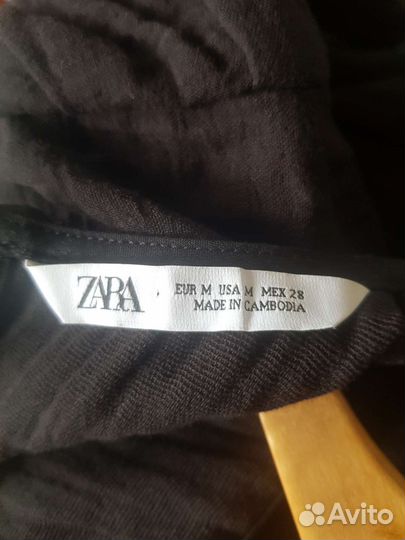 ZARA
EUR M USA M MEX 28
MADE IN CAMBODIA
Avito